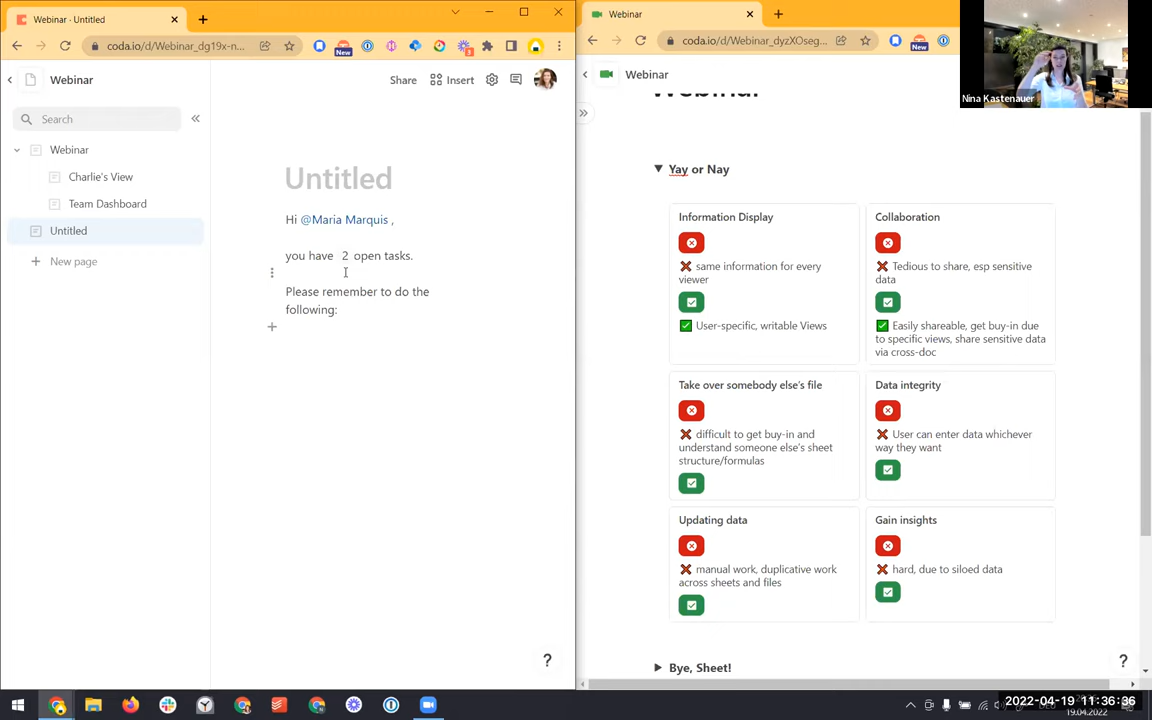 Webinar · Untitled
coda.io/d/Webinar_dg19x-n...
New
Webinar
Share
Insert
Search
Webinar
Charlie's View
Team Dashboard
Untitled
New page
Untitled
Hi @Maria Marquis ,
you have 2 open tasks.
Please remember to do the
following:
?
Webinar
coda.io/d/Webinar_dyzXOseg...
New
Webinar
Webinar
Nina Kastenauer
Yay or Nay
Information Display
❌ same information for every
viewer
✅ User-specific, writable Views
Collaboration
❌ Tedious to share, esp sensitive
data
✅ Easily shareable, get buy-in due
to specific views, share sensitive data
via cross-doc
Take over somebody else's file
❌ difficult to get buy-in and
understand someone else's sheet
structure/formulas
Data integrity
❌ User can enter data whichever
way they want
Updating data
❌ manual work, duplicative work
across sheets and files
Gain insights
❌ hard, due to siloed data
Bye, Sheet!
?
2022-04-19 11:36:36
19.04.2022